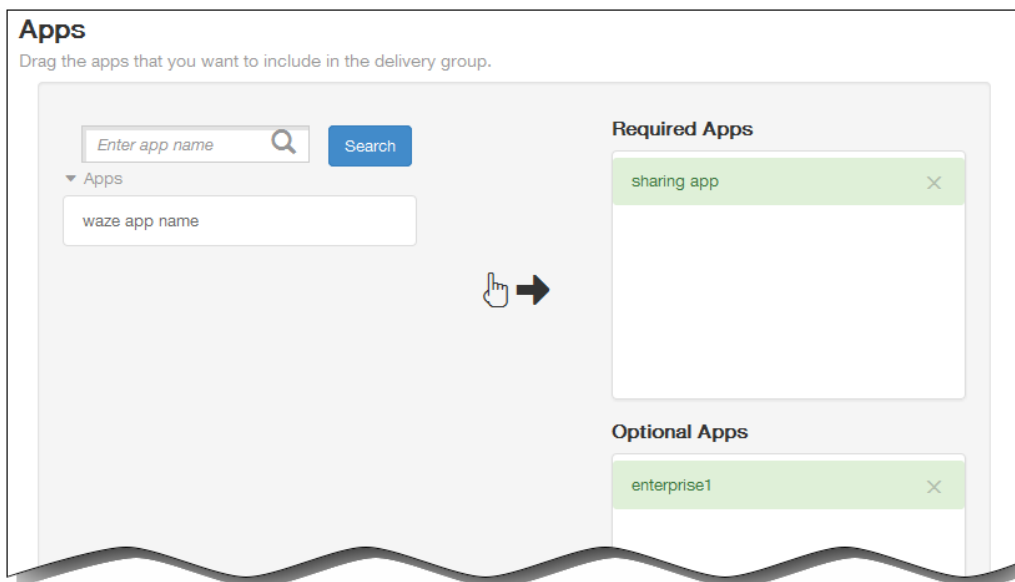 Apps
Drag the apps that you want to include in the delivery group.
Enter app name
Search
Apps
waze app name
Required Apps
sharing app
Optional Apps
enterprise1